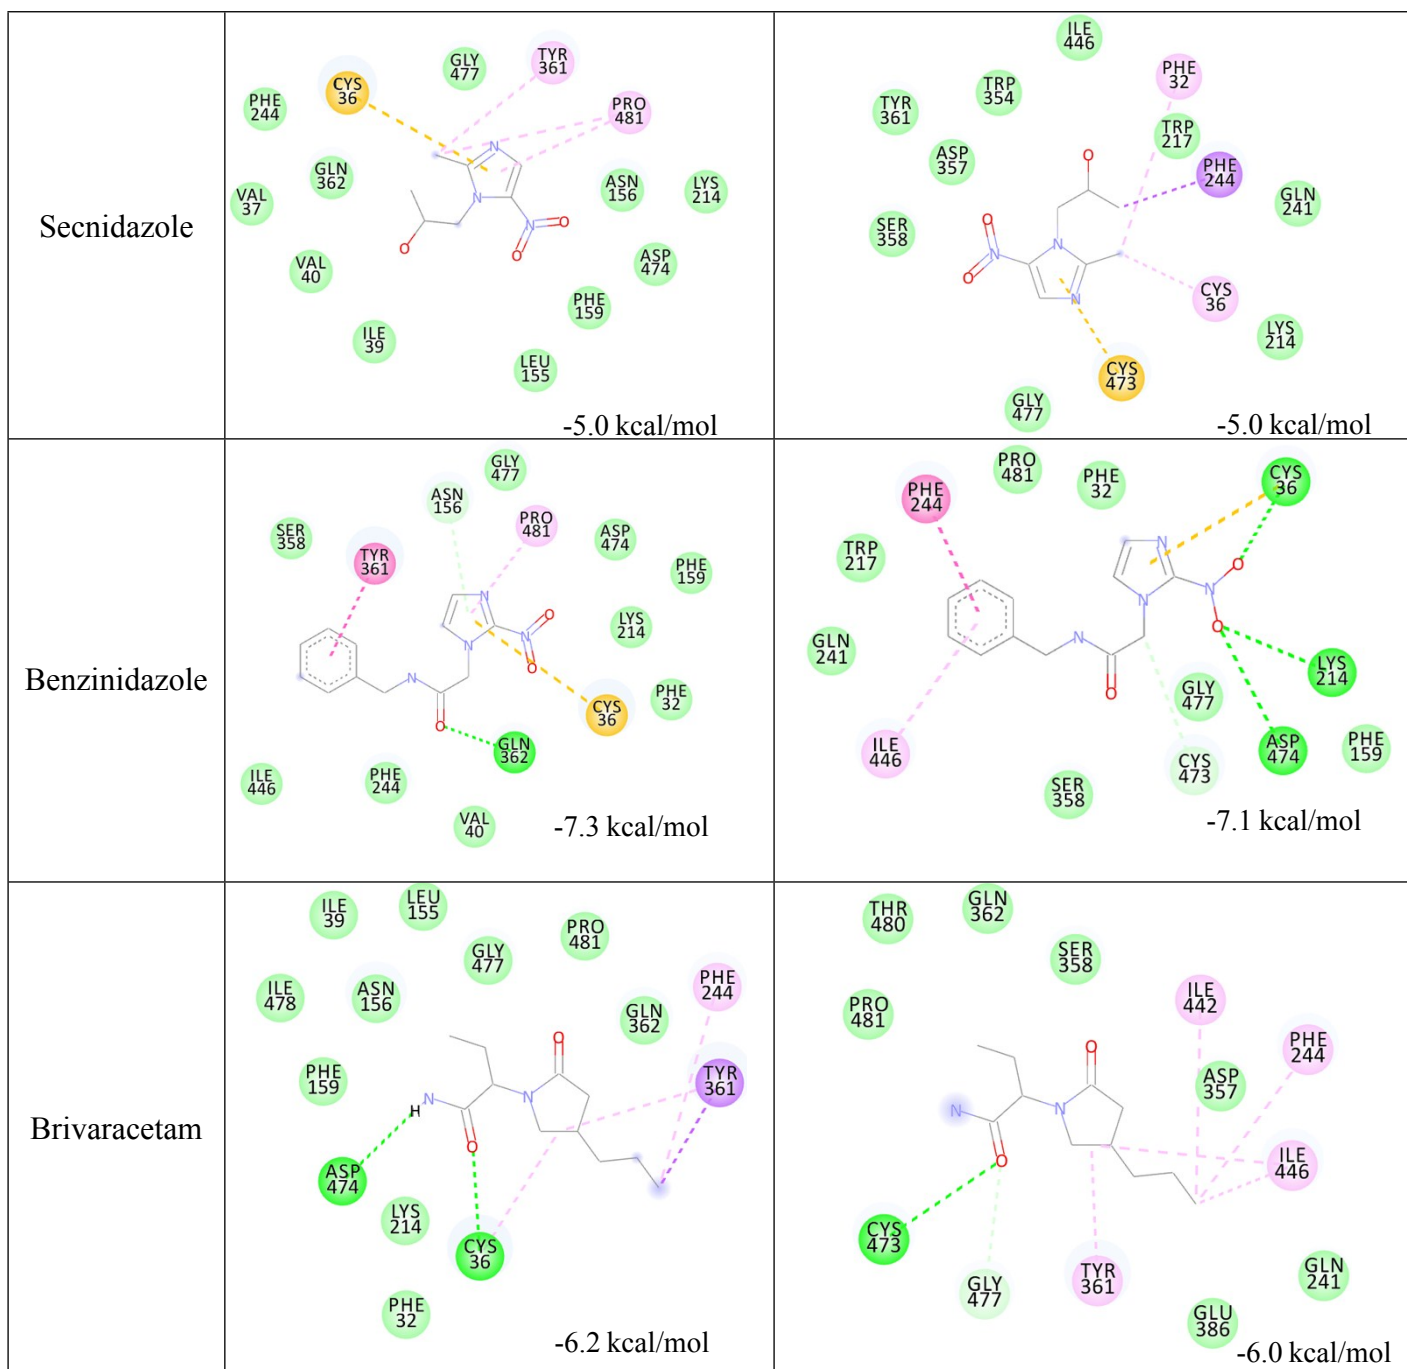 Secnidazole
CYS
36
GLY
477
TYR
361
PHE
244
PRO
481
GLN
362
ASN
156
LYS
214
VAL
37
N
N
N
O
O
O
VAL
40
ASP
474
PHE
159
ILE
39
LEU
155
-5.0 kcal/mol
ILE
446
PHE
32
TRP
354
TYR
361
TRP
217
ASP
357
O
PHE
244
GLN
241
SER
358
O
N
N
O
N
CYS
36
LYS
214
CYS
473
GLY
477
-5.0 kcal/mol
Benzinidazole
GLY
477
ASN
156
PRO
481
SER
358
ASP
474
TYR
361
PHE
159
N
O
LYS
214
N
N
O
N
PHE
32
CYS
36
O
GLN
362
ILE
446
PHE
244
VAL
40
-7.3 kcal/mol
PRO
481
PHE
32
CYS
36
PHE
244
TRP
217
N
O
N
N
O
GLN
241
N
LYS
214
O
GLY
477
ILE
446
CYS
473
ASP
474
PHE
159
SER
358
-7.1 kcal/mol
Brivaracetam
ILE
39
LEU
155
PRO
481
GLY
477
PHE
244
ILE
478
ASN
156
GLN
362
O
PHE
159
TYR
361
N
H
N
O
ASP
474
LYS
214
CYS
36
PHE
32
-6.2 kcal/mol
THR
480
GLN
362
SER
358
PRO
481
ILE
442
PHE
244
O
ASP
357
N
N
O
ILE
446
CYS
473
GLY
477
TYR
361
GLN
241
GLU
386
-6.0 kcal/mol